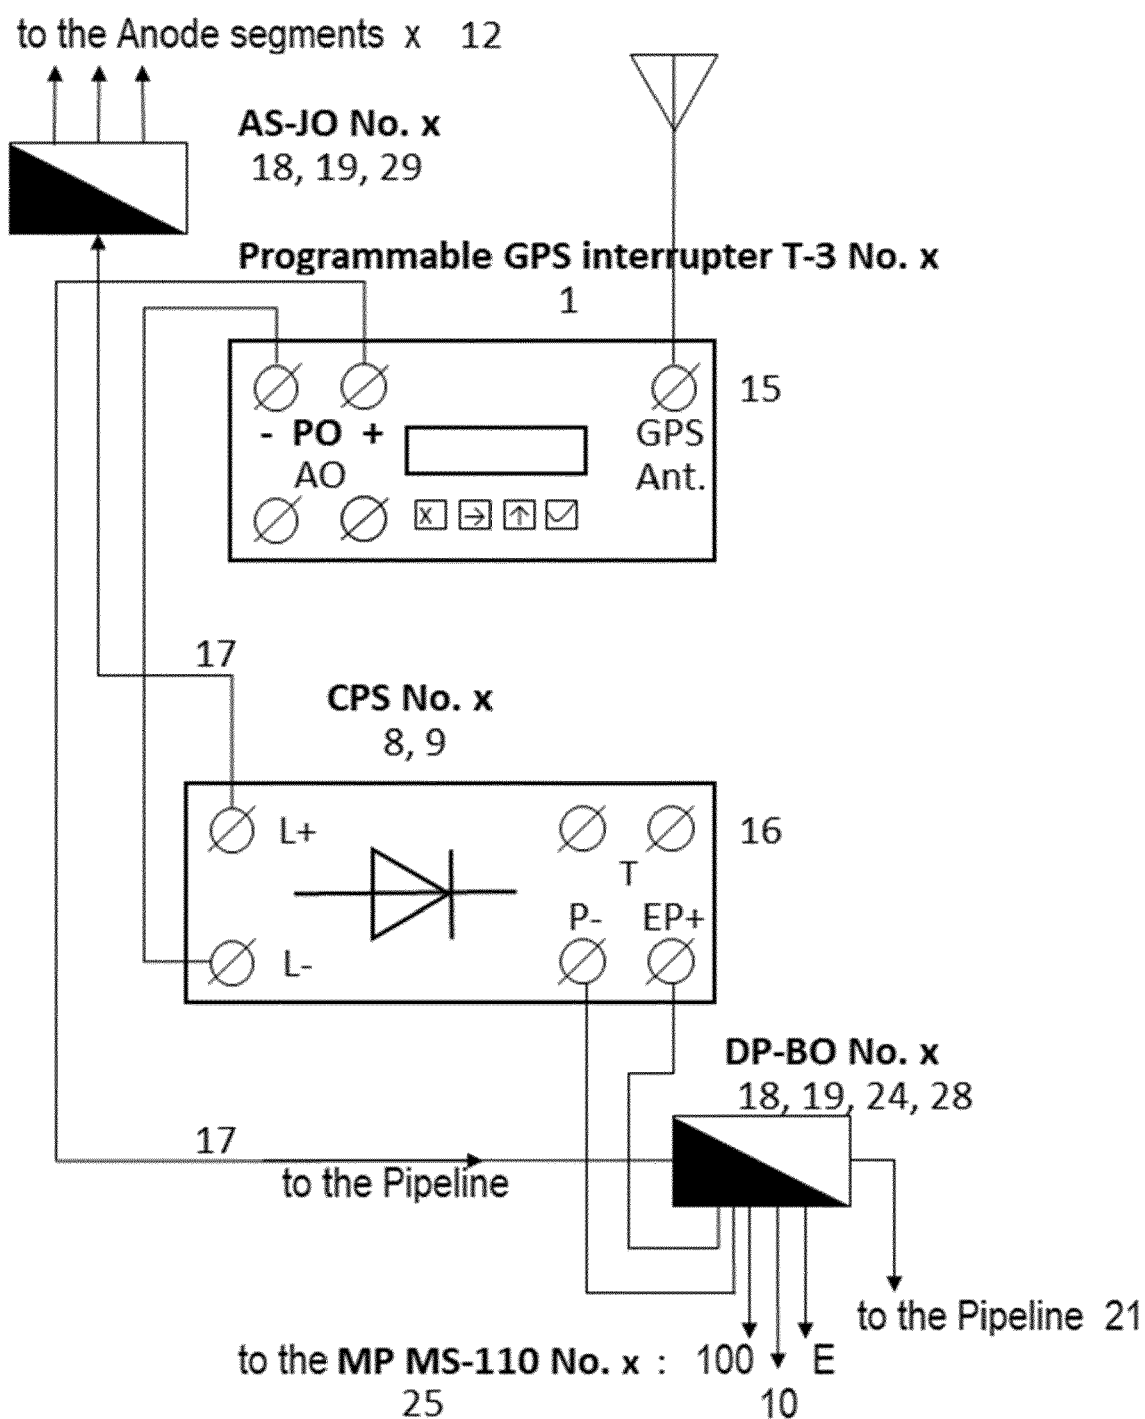 to the Anode segments x 12
AS-JO No. x
18, 19, 29
Programmable GPS interrupter T-3 No. x
1
15
- PO +
GPS
AO
Ant.
x
17
CPS No. x
8, 9
L+
16
T
P- EP+
L-
DP-BO No. x
18, 19, 24, 28
17
to the Pipeline
to the Pipeline 21
to the MP MS-110 No. x : 100 E
25
10